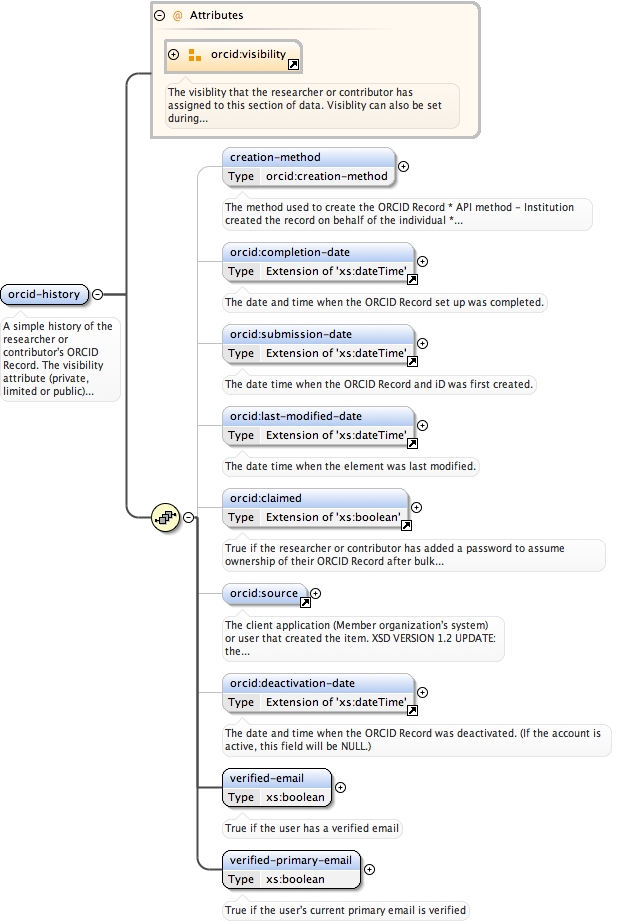 @ Attributes
orcid:visibility
The visiblity that the researcher or contributor has
assigned to this section of data. Visiblity can also be set
during...
creation-method
Type orcid:creation-method
The method used to create the ORCID Record * API method - Institution
created the record on behalf of the individual *...
orcid:completion-date
Type Extension of 'xs:dateTime'
The date and time when the ORCID Record set up was completed.
orcid-history
A simple history of the
researcher or
contributor's ORCID
Record. The visibility
attribute (private,
limited or public)...
orcid:submission-date
Type Extension of 'xs:dateTime'
The date time when the ORCID Record and iD was first created.
orcid:last-modified-date
Type Extension of 'xs:dateTime'
The date time when the element was last modified.
orcid:claimed
Type Extension of 'xs:boolean'
True if the researcher or contributor has added a password to assume
ownership of their ORCID Record after bulk...
orcid:source
The client application (Member organization's system)
or user that created the item. XSD VERSION 1.2 UPDATE:
the...
orcid:deactivation-date
Type Extension of 'xs:dateTime'
The date and time when the ORCID Record was deactivated. (If the account is
active, this field will be NULL.)
verified-email
Type xs:boolean
True if the user has a verified email
verified-primary-email
Type xs:boolean
True if the user's current primary email is verified